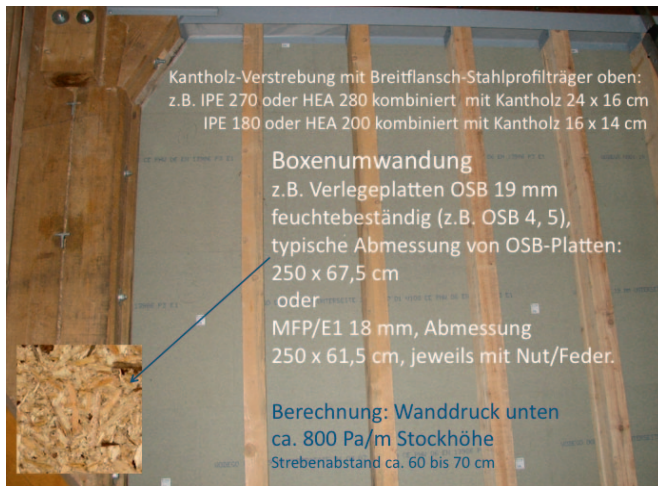 Kantholz-Verstrebung mit Breitflansch-Stahlprofilträger oben:
z.B. IPE 270 oder HEA 280 kombiniert mit Kantholz 24 x 16 cm
IPE 180 oder HEA 200 kombiniert mit Kantholz 16 x 14 cm
Boxenumwandung
z.B. Verlegeplatten OSB 19 mm
feuchtebeständig (z.B. OSB 4, 5),
typische Abmessung von OSB-Platten:
250 x 67,5 cm
oder
MFP/E1 18 mm, Abmessung
250 x 61,5 cm, jeweils mit Nut/Feder.
Berechnung: Wanddruck unten
ca. 800 Pa/m Stockhöhe
Strebenabstand ca. 60 bis 70 cm